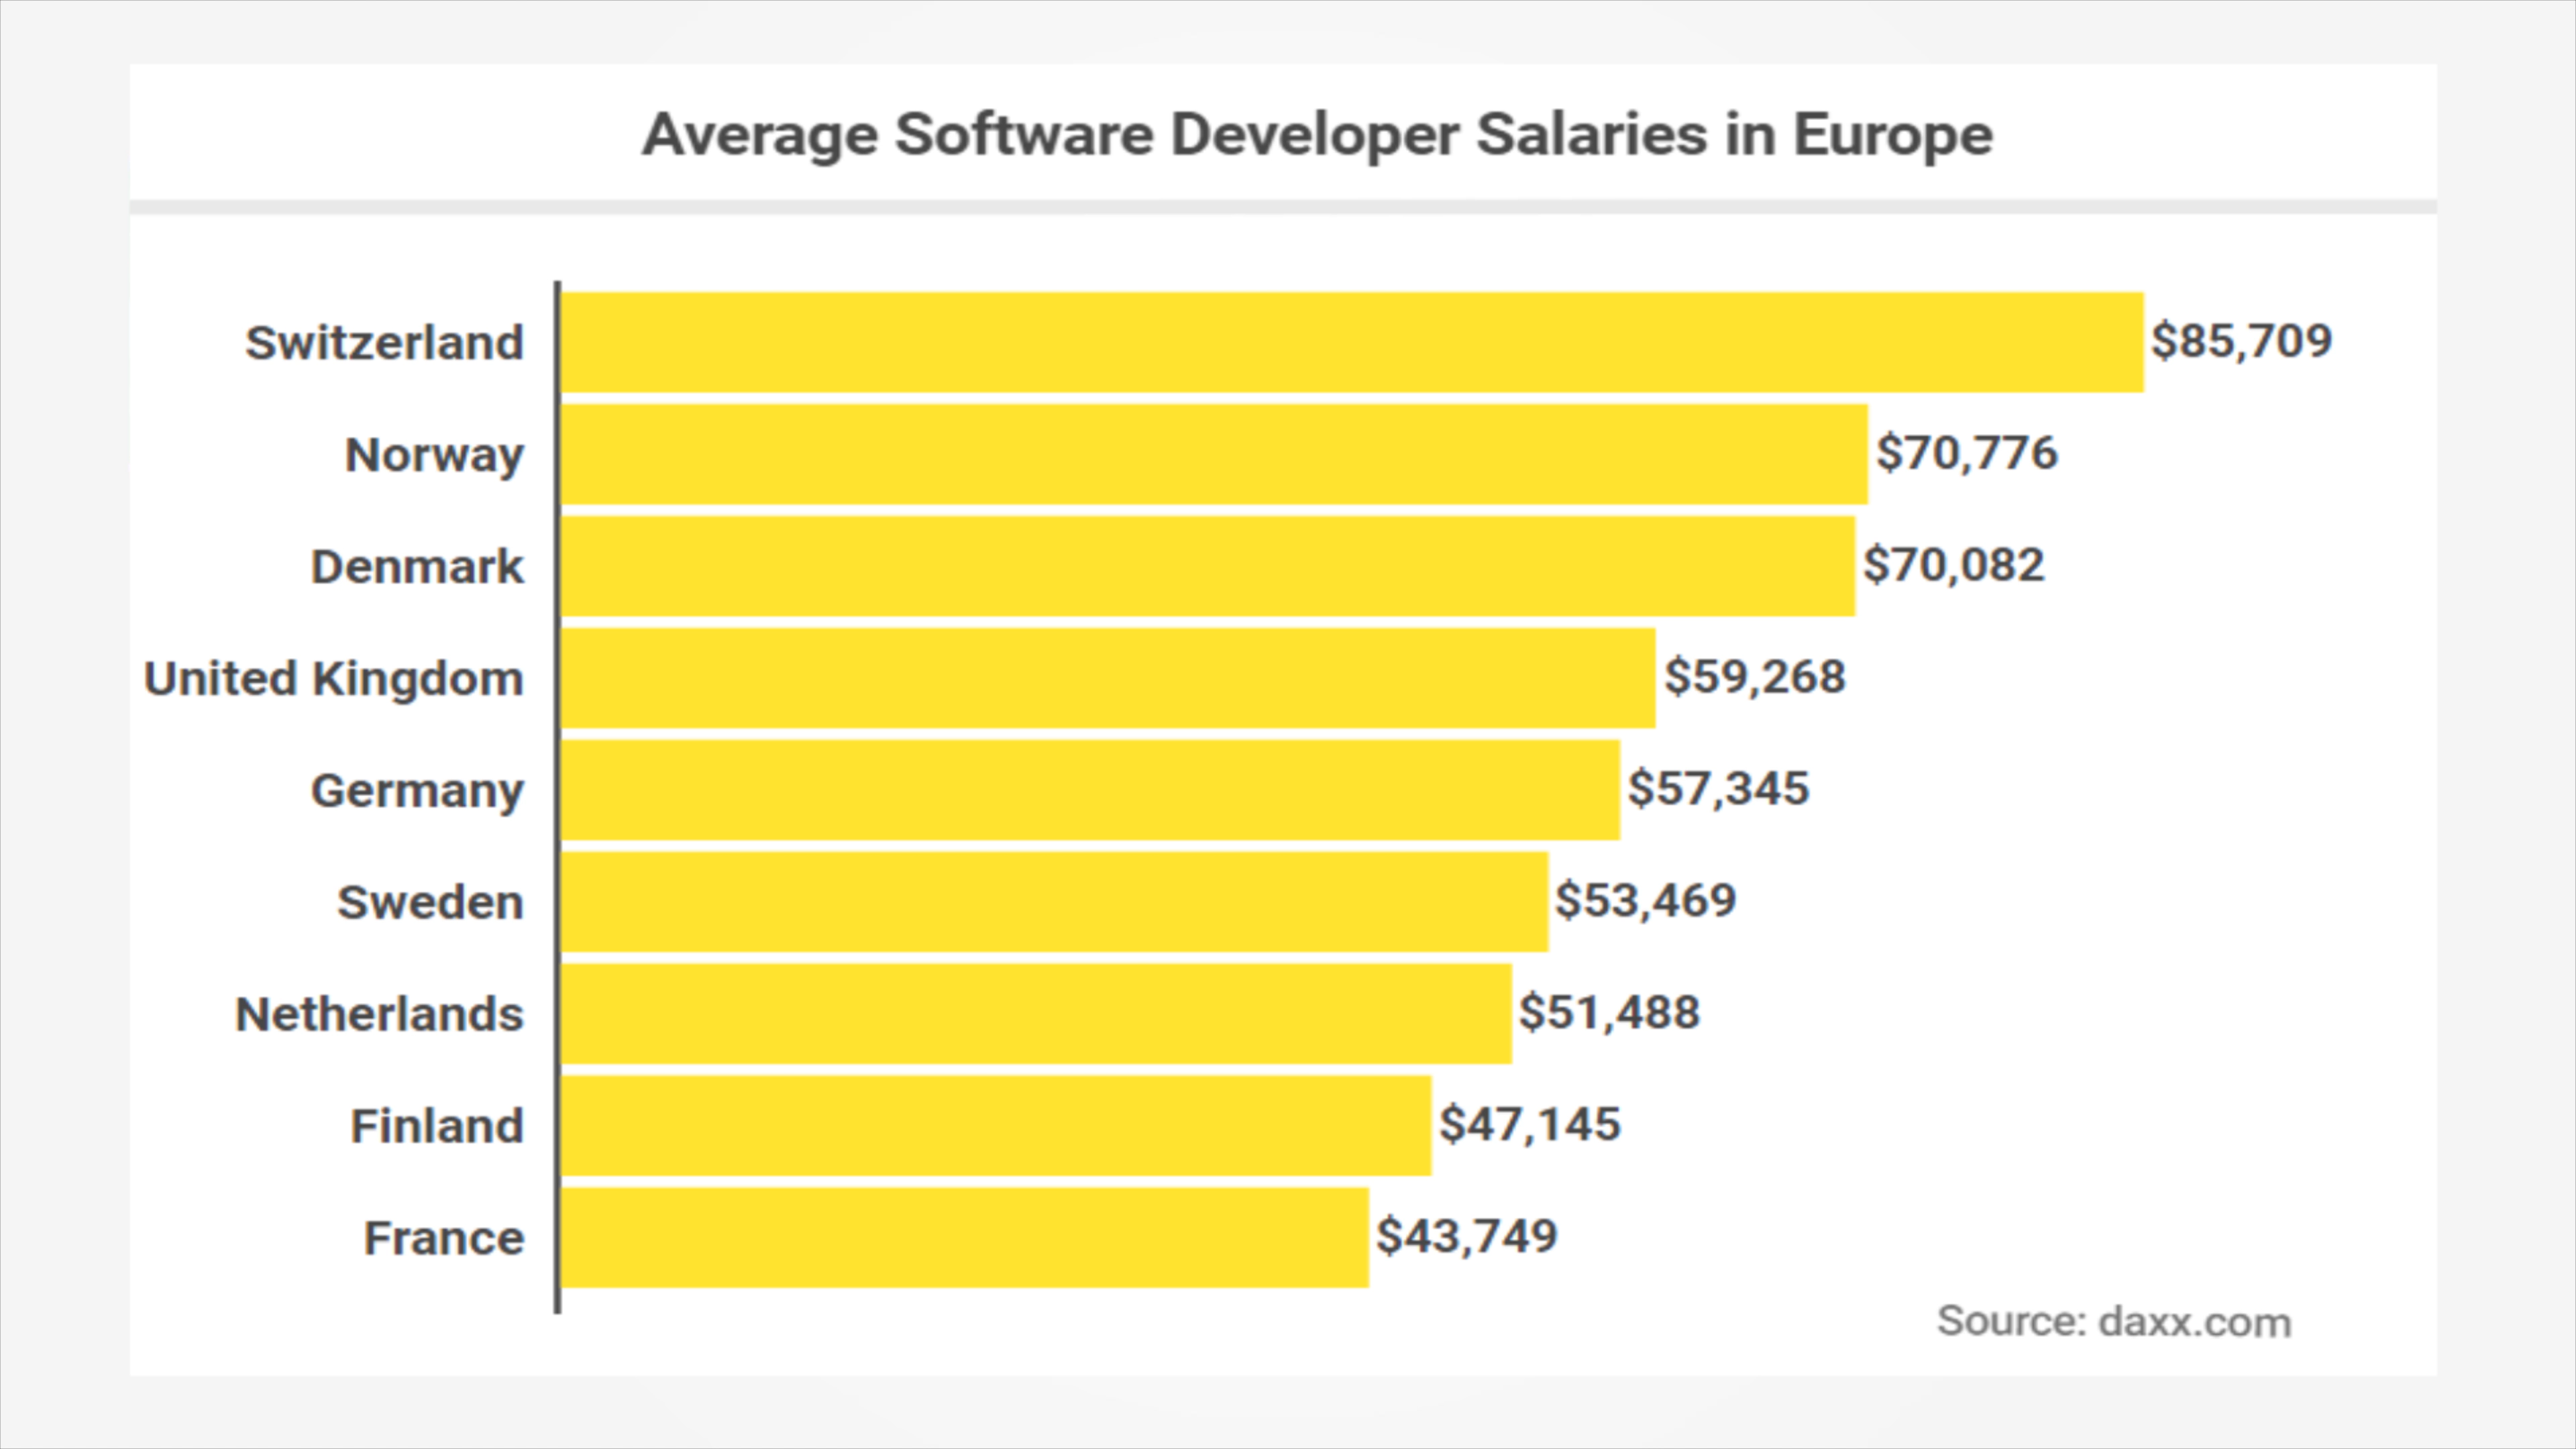 Average Software Developer Salaries in Europe
Switzerland $85,709
Norway $70,776
Denmark $70,082
United Kingdom $59,268
Germany $57,345
Sweden $53,469
Netherlands $51,488
Finland $47,145
France $43,749
Source: daxx.com